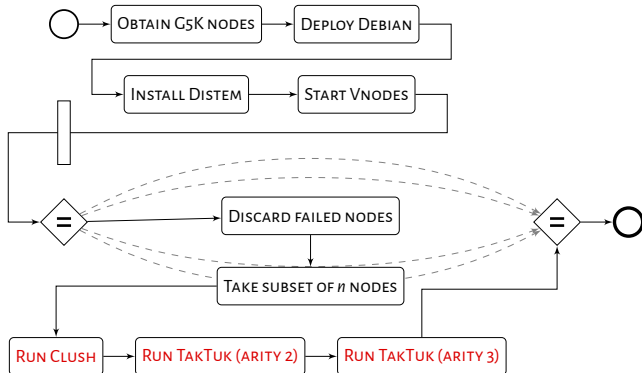 Obtain G5K nodes
Deploy Debian
Install Distem
Start Vnodes
=
Discard failed nodes
=
Take subset of n nodes
Run Clush
Run TakTuk (arity 2)
Run TakTuk (arity 3)